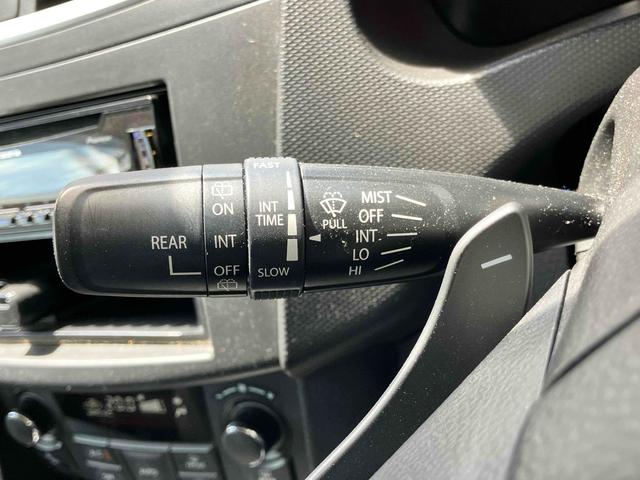 REAR
ON
INT
OFF
FAST
INT
TIME
SLOW
PULL
MIST
OFF
INT
LO
HI